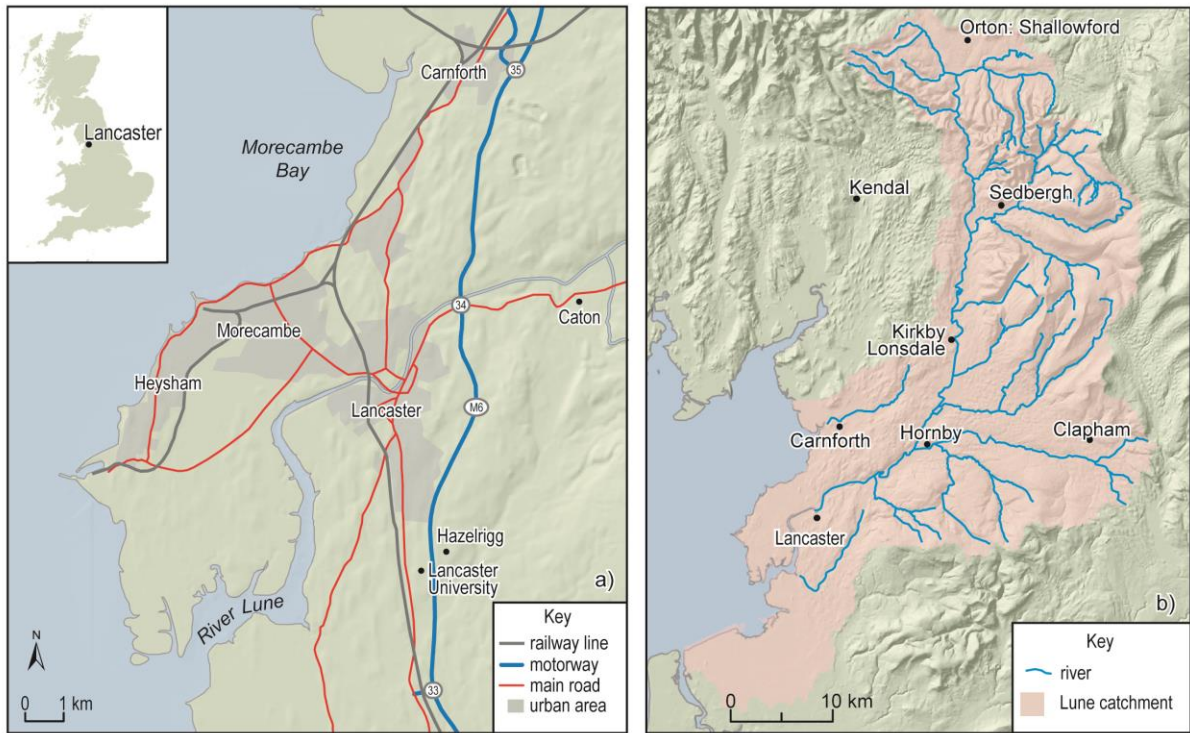 Lancaster
Carnforth
35
Morecambe
Bay
34
Caton
Morecambe
Heysham
Lancaster
M6
Hazelrigg
Lancaster
University
River Lune
33
a)
N
0 1 km
Key
railway line
motorway
main road
urban area
Orton: Shallowford
Kendal
Sedbergh
Kirkby
Lonsdale
Carnforth
Hornby
Clapham
Lancaster
b)
0 10 km
Key
river
Lune catchment